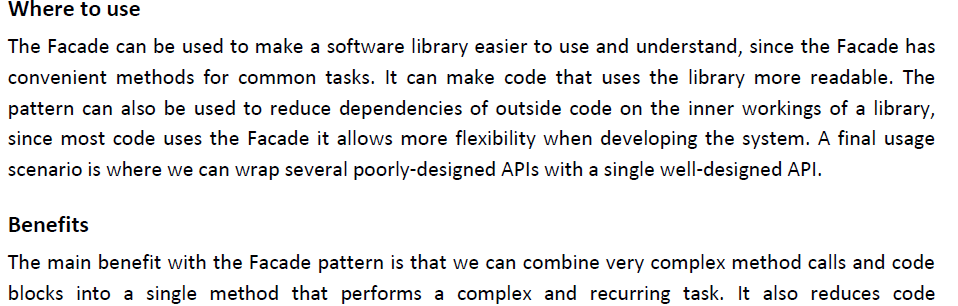 Where to use
The Facade can be used to make a software library easier to use and understand, since the Facade has
convenient methods for common tasks. It can make code that uses the library more readable. The
pattern can also be used to reduce dependencies of outside code on the inner workings of a library,
since most code uses the Facade it allows more flexibility when developing the system. A final usage
scenario is where we can wrap several poorly-designed APIs with a single well-designed API.
Benefits
The main benefit with the Facade pattern is that we can combine very complex method calls and code
blocks into a single method that performs a complex and recurring task. It also reduces code